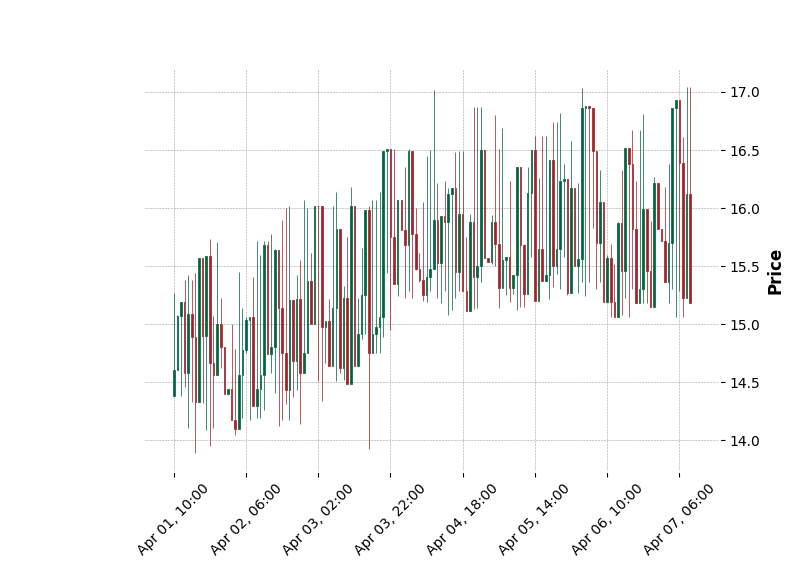 17.0
16.5
16.0
15.5
15.0
14.5
14.0
Price
Apr 01, 10:00
Apr 02, 06:00
Apr 03, 02:00
Apr 03, 22:00
Apr 04, 18:00
Apr 05, 14:00
Apr 06, 10:00
Apr 07, 06:00